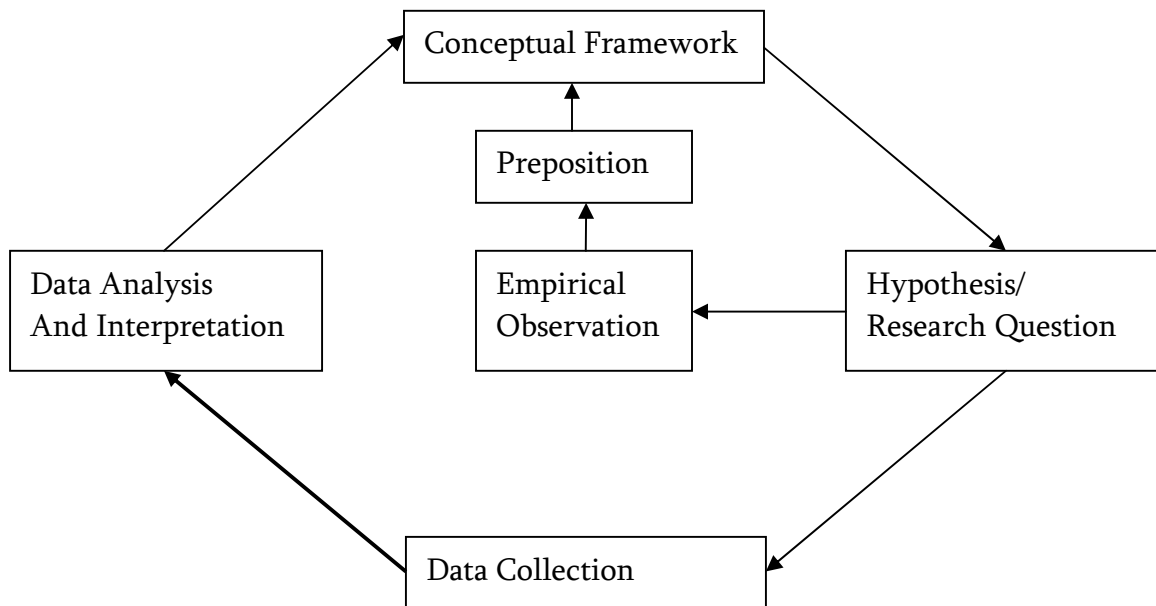 Conceptual Framework
Preposition
Data Analysis
And Interpretation
Empirical
Observation
Hypothesis/
Research Question
Data Collection